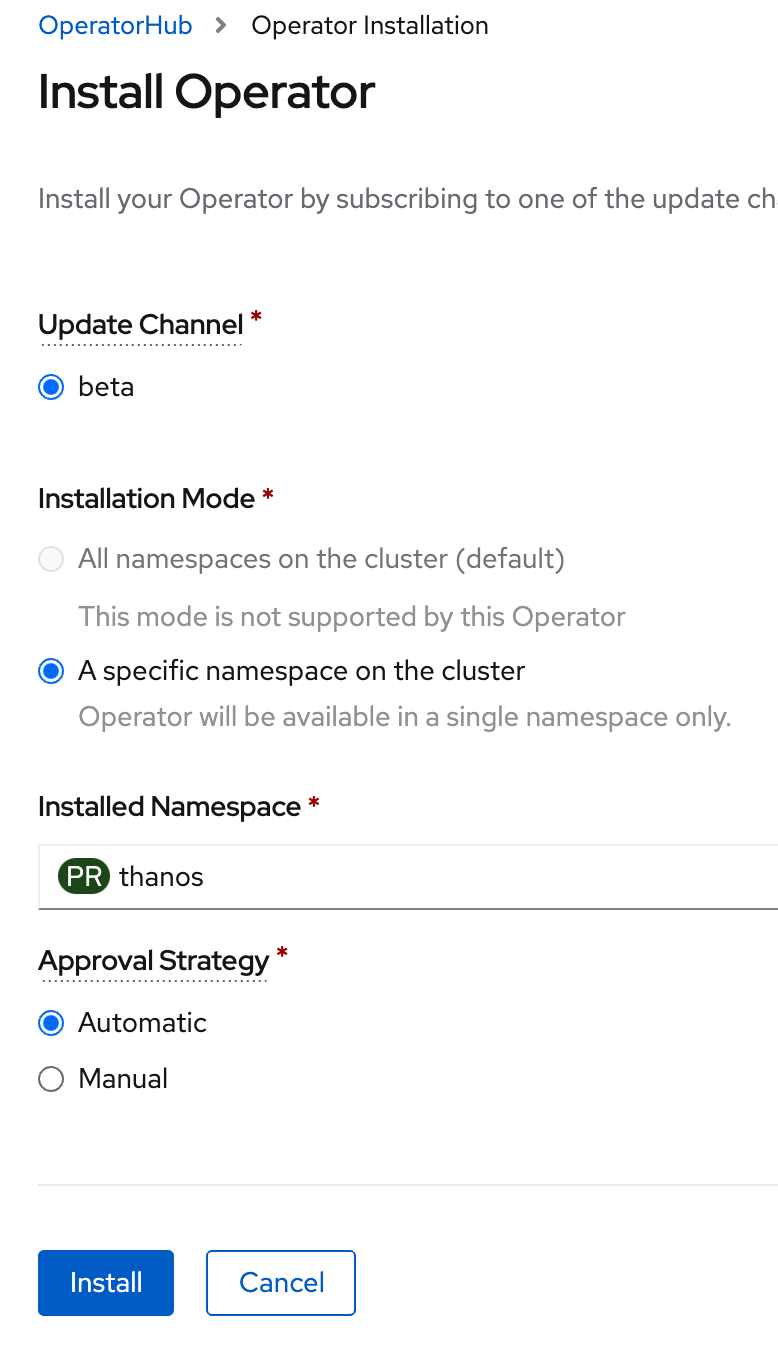 OperatorHub > Operator Installation
Install Operator
Install your Operator by subscribing to one of the update
Update Channel *
beta
Installation Mode *
All namespaces on the cluster (default)
This mode is not supported by this Operator
A specific namespace on the cluster
Operator will be available in a single namespace only.
Installed Namespace *
PR thanos
Approval Strategy *
Automatic
Manual
Install Cancel